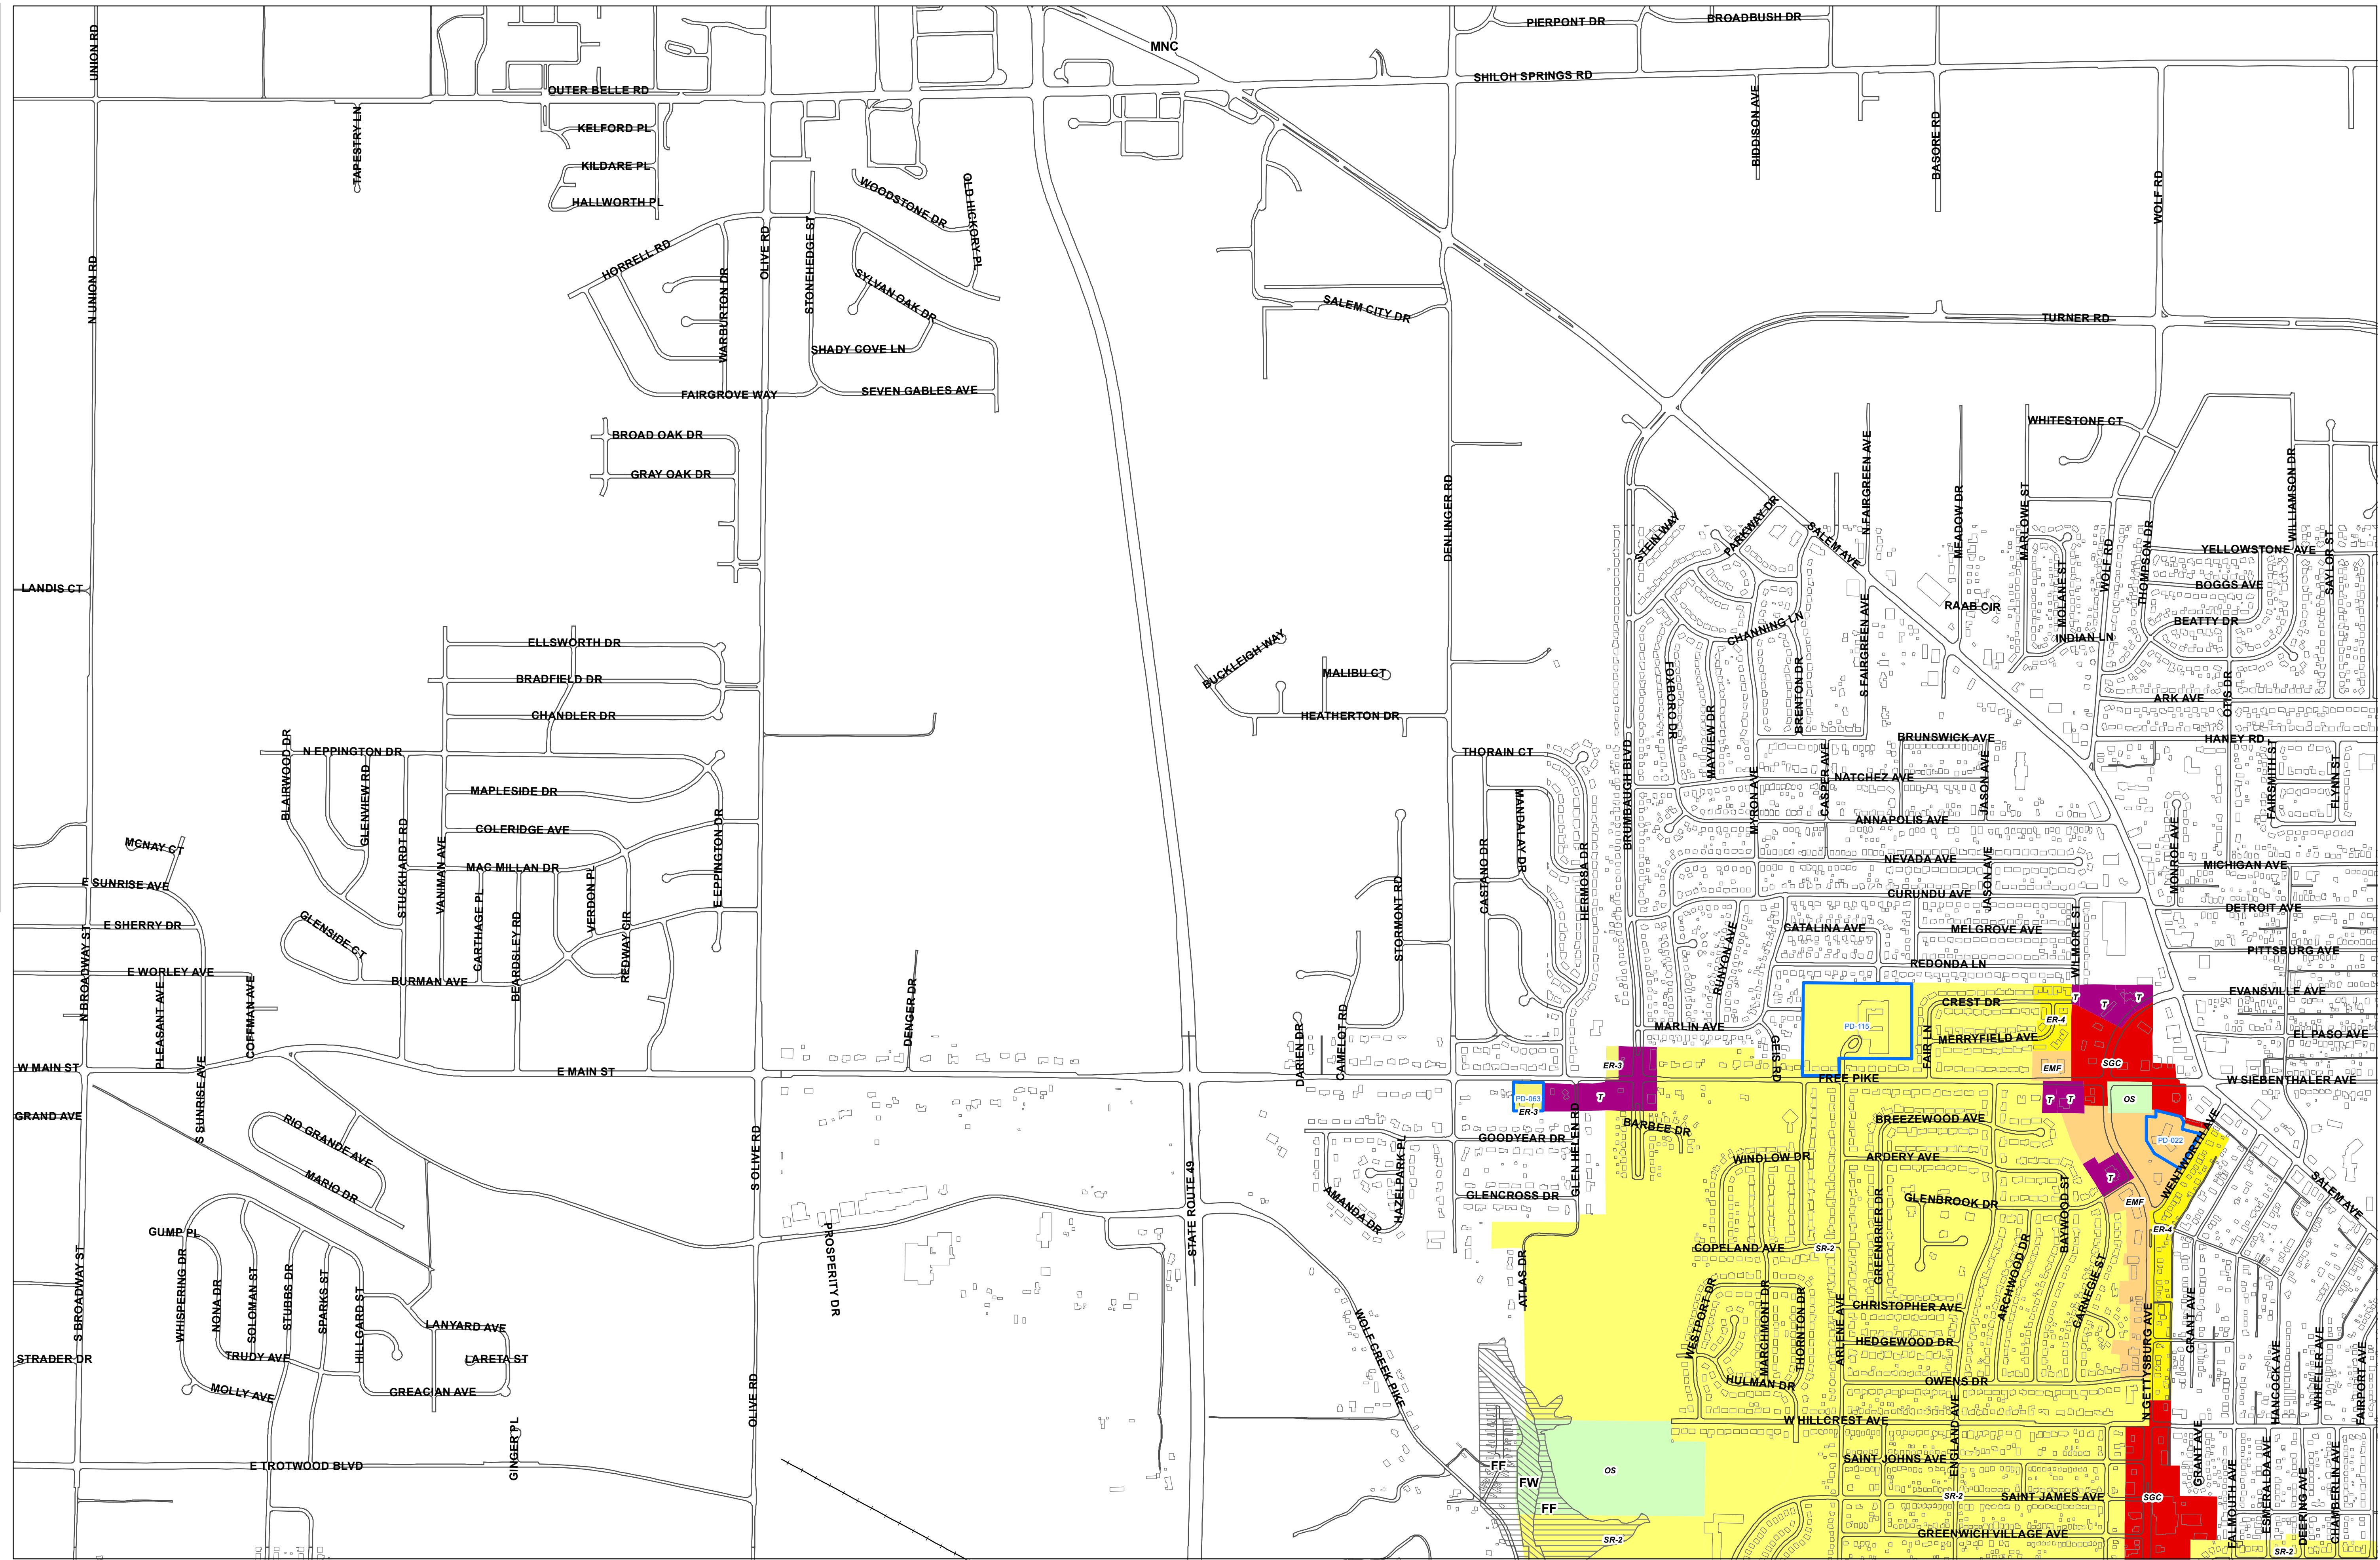 PIERPONT DR
BROADBUSH DR
UNION RD
MNC
SHILOH SPRINGS RD
OUTER BELLE RD
TAPESTRY LN
KELFORD PL
KILDARE PL
HALLWORTH PL
BIDDISON AVE
BASORE RD
WOLF RD
WOODSTONE DR
OLD HICKORY PL
HORRELL RD
WARBURTON DR
OLIVE RD
STONEHEDGE ST
SYLVAN OAK DR
SHADY COVE LN
N UNION RD
SALEM CITY DR
TURNER RD
FAIRGROVE WAY
SEVEN GABLES AVE
BROAD OAK DR
GRAY OAK DR
WHITESTONE CT
DENLINGER RD
STEIN WAY
PARKWAY DR
SALEM AVE
N FAIRGREEN AVE
MEADOW DR
MARLOWE ST
WOLF RD
THOMPSON DR
WILLIAMSON DR
SAYLOR ST
YELLOWSTONE AVE
BOGGS AVE
BEATTY DR
MOLANE ST
INDIAN LN
RAAB CIR
LANDIS CT
S FAIRGREEN AVE
CHANNING LN
BRENTON DR
FOXBORO DR
MAYVIEW DR
ELLSWORTH DR
BRADFIELD DR
CHANDLER DR
BUCKLEIGH WAY
MALIBU CT
HEATHERTON DR
ARK AVE
OTIS DR
HANEY RD
BLAIRWOOD DR
N EPPINGTON DR
GLENVIEW RD
MAPLESIDE DR
COLERIDGE AVE
E EPPINGTON DR
THORAIN CT
BRUMBAUGH BLVD
MYRON AVE
BRUNSWICK AVE
NATCHEZ AVE
CASPER AVE
JASON AVE
ANNAPOLIS AVE
FAIRSMITH ST
FLYNN ST
MCNAY CT
E SUNRISE AVE
E SHERRY DR
STUCKHARDT RD
VANIMAN AVE
MAC MILLAN DR
VERDON PL
CARTHAGE PL
BEARDSLEY RD
REDWAY CIR
GLENSIDE CT
BURMAN AVE
MANDALAY DR
CASTANO DR
HERMOSA DR
STORMONT RD
NEVADA AVE
CURUNDU AVE
JASON AVE
MONROE AVE
MICHIGAN AVE
DETROIT AVE
PITTSBURG AVE
EVANSVILLE AVE
EL PASO AVE
W SIEBENTHALER AVE
CATALINA AVE
MELGROVE AVE
REDONDA LN
WILMORE ST
RUNYON AVE
N BROADWAY ST
E WORLEY AVE
PLEASANT AVE
COFFMAN AVE
DENGER DR
DARIEN DR
CAMELOT RD
MARLIN AVE
GEIS RD
PD-115
CREST DR
FAIR LN
MERRYFIELD AVE
ER-4
T
T
T
SGC
EMF
W MAIN ST
E MAIN ST
FREE PIKE
ER-3
T
PD-063
ER-3
T
T
OS
GRAND AVE
S SUNRISE AVE
RIO GRANDE AVE
MARIO DR
S OLIVE RD
STATE ROUTE 49
GOODYEAR DR
GLEN HELEN RD
BARBEE DR
BREEZEWOOD AVE
WINDLOW DR
ARDERY AVE
PD-022
WENTWORTH AVE
T
EMF
ER-4
SALEM AVE
AMANDA DR
HAZELPARK PL
GLENCROSS DR
GREENBRIER DR
GLENBROOK DR
BAYWOOD ST
GUMP PL
WHISPERING DR
NONA DR
SOLOMAN ST
STUBBS DR
SPARKS ST
HILGARD ST
S BROADWAY ST
PROSPERITY DR
COPELAND AVE
SR-2
ATLAS DR
WESTPORT DR
MARCHMONT DR
THORNTON DR
ARLENE AVE
CHRISTOPHER AVE
ARCHWOOD DR
CARNEGIE ST
LANYARD AVE
LARETA ST
TRUDY AVE
STRADER DR
MOLLY AVE
GREACIAN AVE
HEDGEWOOD DR
HULMAN DR
OWENS DR
N GETTYSBURG AVE
GRANT AVE
HANCOCK AVE
WHEELER AVE
FAIRPORT AVE
WOLF CREEK PIKE
OLIVE RD
GINGER PL
E TROTWOOD BLVD
W HILLCREST AVE
ENGLAND AVE
SAINT JOHNS AVE
FF
FW
FF
OS
SR-2
SAINT JAMES AVE
SGC
GREENWICH VILLAGE AVE
SR-2
GRANT AVE
FALMOUTH AVE
ESMERALDA AVE
DEERING AVE
CHAMBERLIN AVE
SR-2